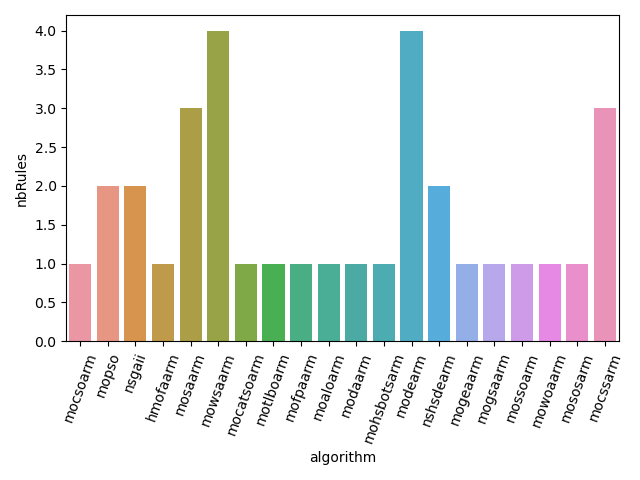 4.0
3.5
3.0
2.5
2.0
1.5
1.0
0.5
0.0
nbRules
mocsoarm
mopso
nsgaii
hmofaarm
mosaarm
mowsaarm
mocatsoarm
motlboarm
mofpaarm
moaloarm
modaarm
mohsbotsarm
modearm
nshsdearm
mogeaarm
mogsaarm
mossoarm
mowoaarm
mososarm
mocssarm
algorithm